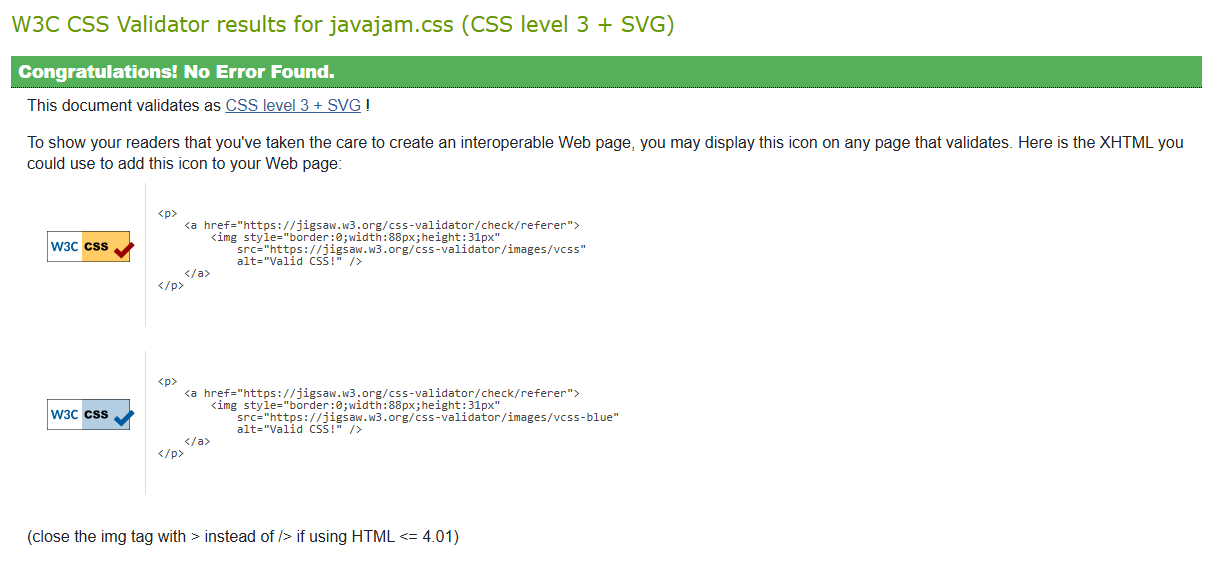 W3C CSS Validator results for javajam.css (CSS level 3 + SVG)
Congratulations! No Error Found.
This document validates as CSS level 3 + SVG !
To show your readers that you've taken the care to create an interoperable Web page, you may display this icon on any page that validates. Here is the XHTML you
could use to add this icon to your Web page:
W3C css
<p>
    <a href="https://jigsaw.w3.org/css-validator/check/referer">
        <img style="border:0;width:88px;height:31px"
            src="https://jigsaw.w3.org/css-validator/images/vcss"
            alt="Valid CSS!" />
    </a>
</p>
W3C css
<p>
    <a href="https://jigsaw.w3.org/css-validator/check/referer">
        <img style="border:0;width:88px;height:31px"
            src="https://jigsaw.w3.org/css-validator/images/vcss-blue"
            alt="Valid CSS!" />
    </a>
</p>
(close the img tag with > instead of /> if using HTML <= 4.01)